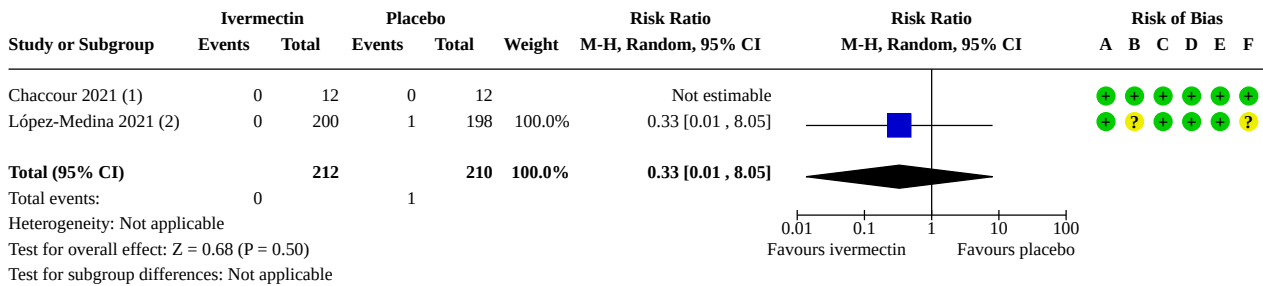 Ivermectin Placebo Risk Ratio Risk Ratio Risk of Bias
Study or Subgroup Events Total Events Total Weight M-H, Random, 95% CI M-H, Random, 95% CI A B C D E F
Chaccour 2021 (1) 0 12 0 12 Not estimable + + + + + +
López-Medina 2021 (2) 0 200 1 198 100.0% 0.33 [0.01 , 8.05] + ? + + + ?
Total (95% CI) 212 210 100.0% 0.33 [0.01 , 8.05]
Total events: 0 1
Heterogeneity: Not applicable
0.01 0.1 1 10 100
Test for overall effect: Z = 0.68 (P = 0.50) Favours ivermectin Favours placebo
Test for subgroup differences: Not applicable